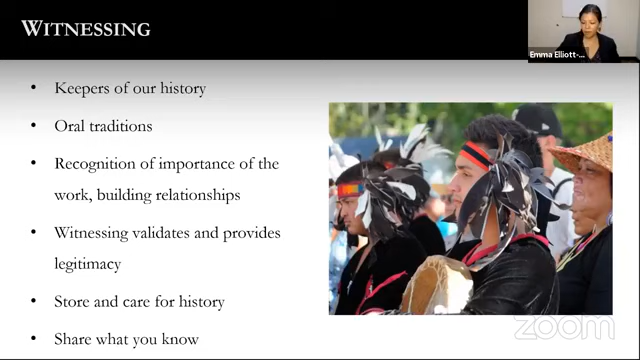 WITNESSING
Emma Elliott-...
• Keepers of our history
• Oral traditions
• Recognition of importance of the
work, building relationships
• Witnessing validates and provides
legitimacy
• Store and care for history
• Share what you know
zoom